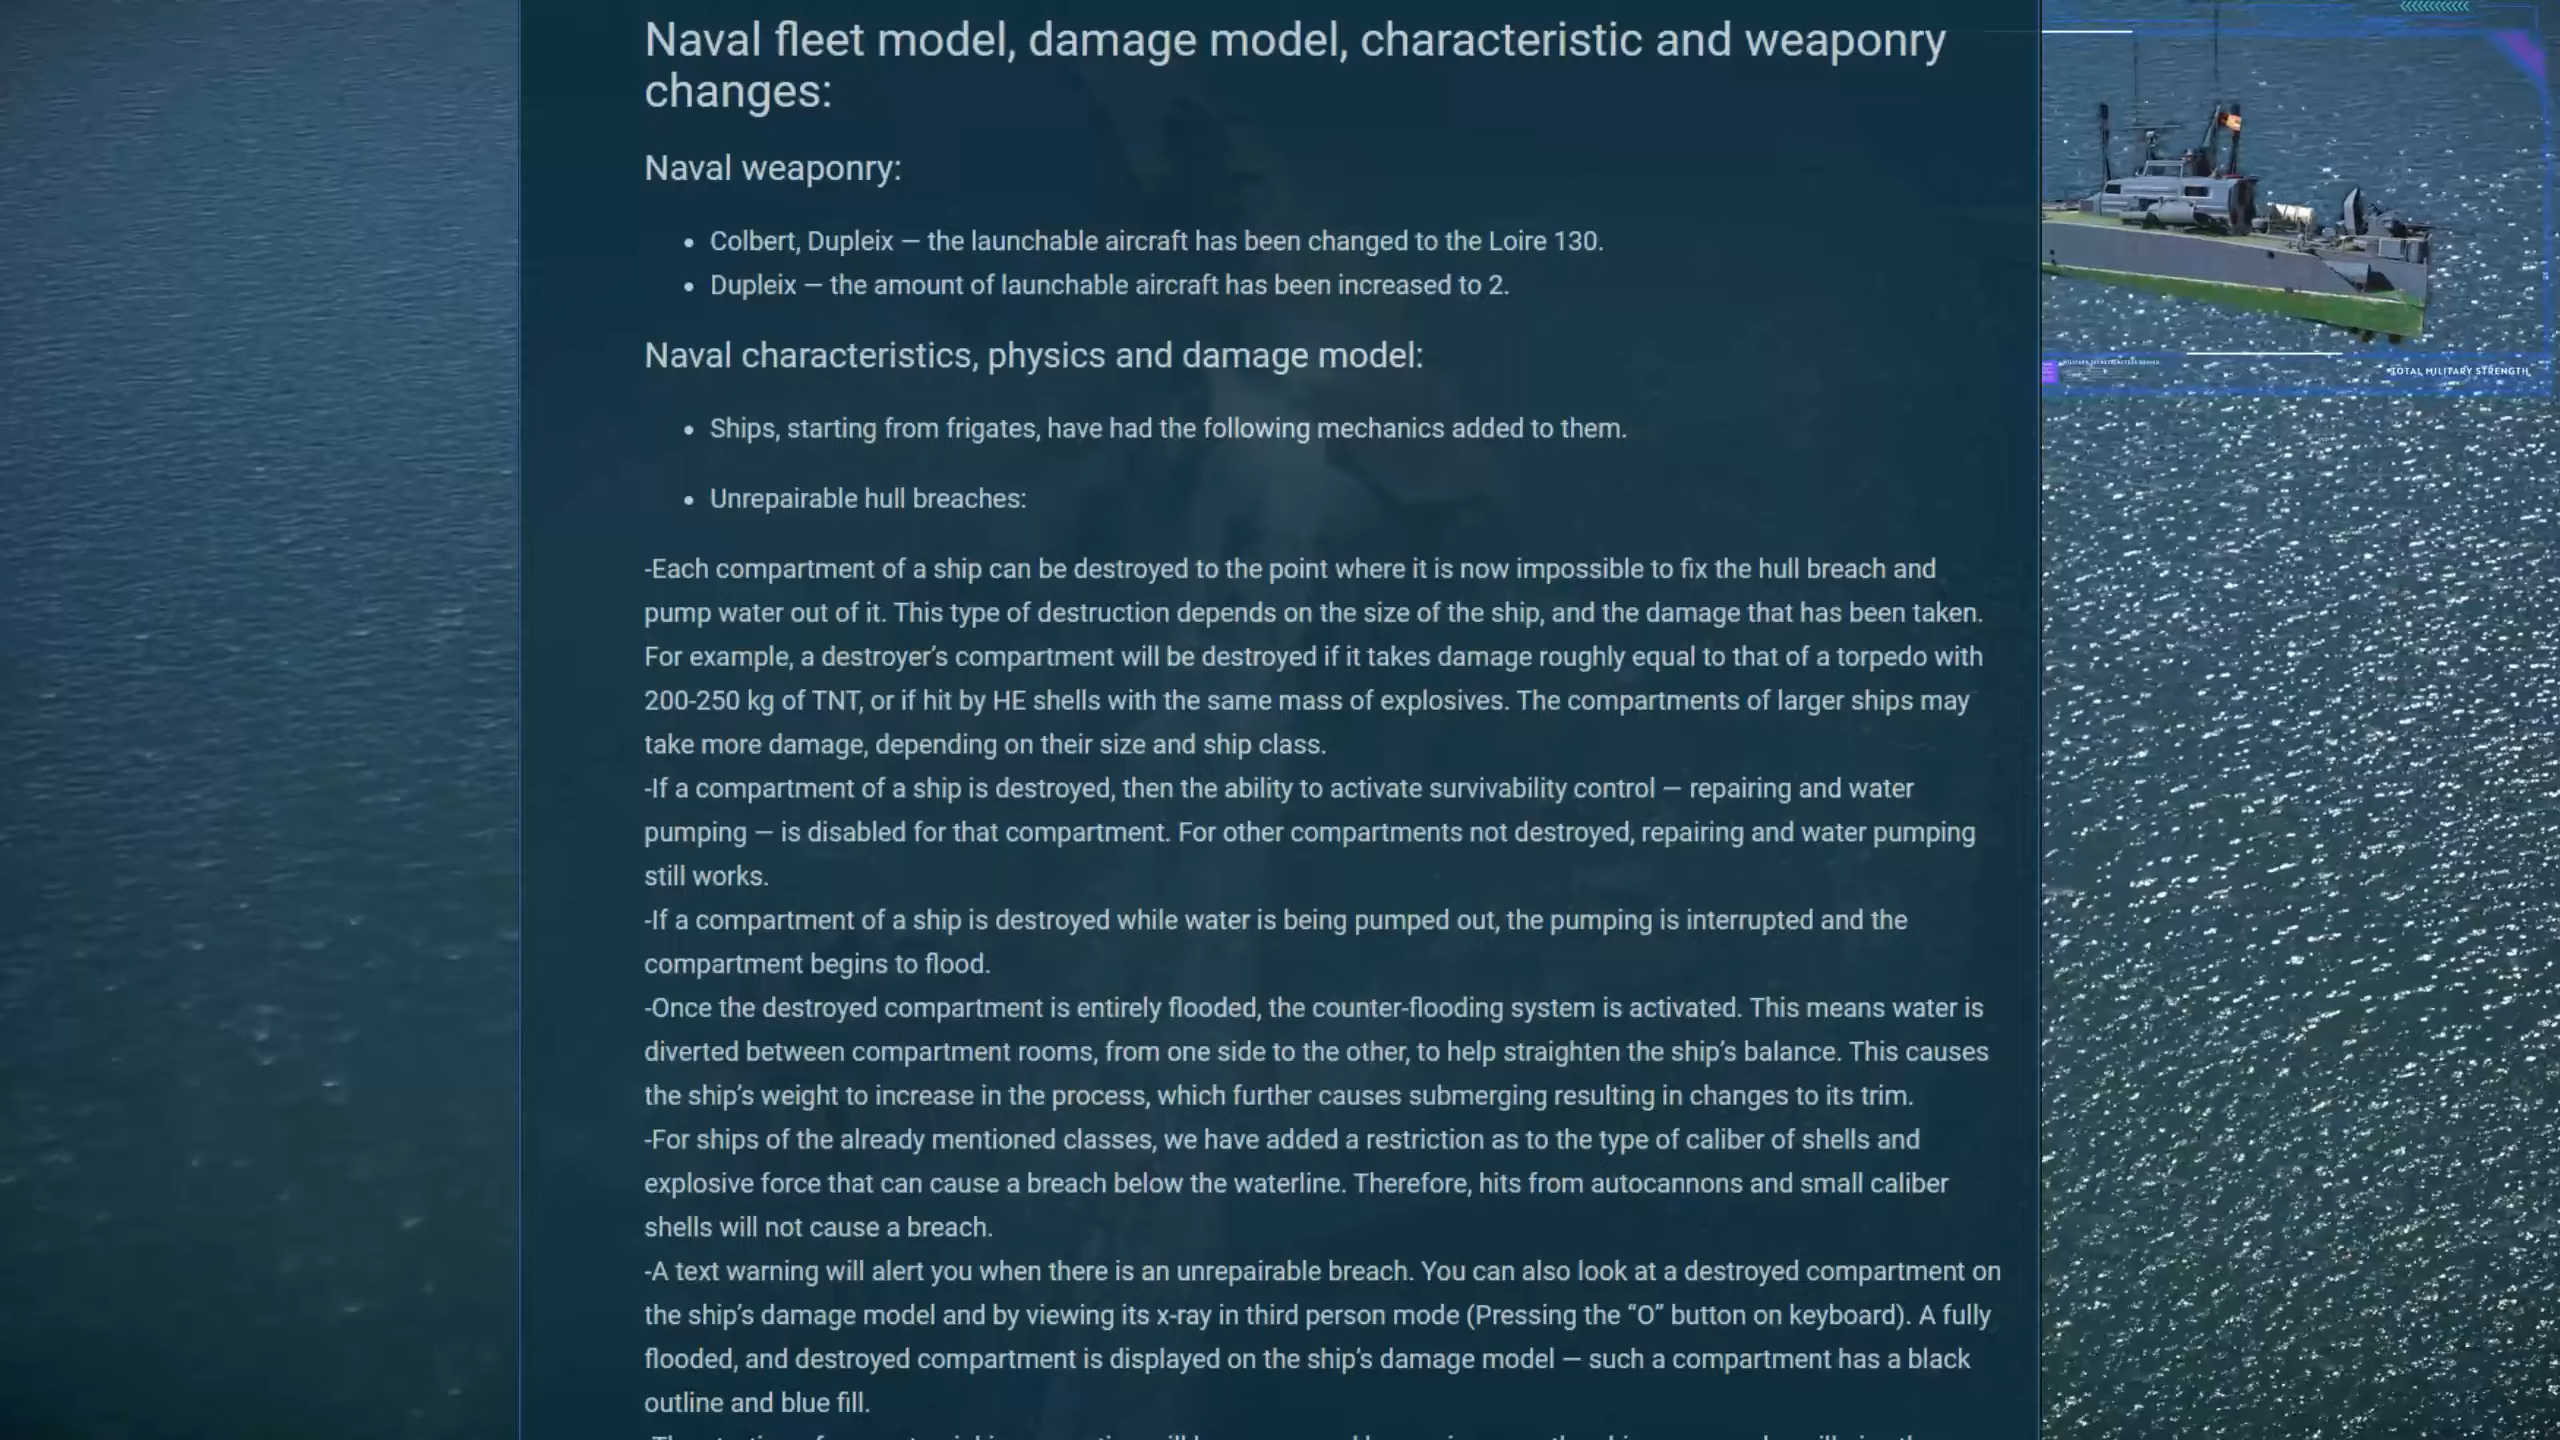 Naval fleet model, damage model, characteristic and weaponry
changes:
Naval weaponry:
• Colbert, Dupleix — the launchable aircraft has been changed to the Loire 130.
• Dupleix — the amount of launchable aircraft has been increased to 2.
Naval characteristics, physics and damage model:
• Ships, starting from frigates, have had the following mechanics added to them.
• Unrepairable hull breaches:
-Each compartment of a ship can be destroyed to the point where it is now impossible to fix the hull breach and
pump water out of it. This type of destruction depends on the size of the ship, and the damage that has been taken.
For example, a destroyer’s compartment will be destroyed if it takes damage roughly equal to that of a torpedo with
200-250 kg of TNT, or if hit by HE shells with the same mass of explosives. The compartments of larger ships may
take more damage, depending on their size and ship class.
-If a compartment of a ship is destroyed, then the ability to activate survivability control — repairing and water
pumping — is disabled for that compartment. For other compartments not destroyed, repairing and water pumping
still works.
-If a compartment of a ship is destroyed while water is being pumped out, the pumping is interrupted and the
compartment begins to flood.
-Once the destroyed compartment is entirely flooded, the counter-flooding system is activated. This means water is
diverted between compartment rooms, from one side to the other, to help straighten the ship’s balance. This causes
the ship’s weight to increase in the process, which further causes submerging resulting in changes to its trim.
-For ships of the already mentioned classes, we have added a restriction as to the type of caliber of shells and
explosive force that can cause a breach below the waterline. Therefore, hits from autocannons and small caliber
shells will not cause a breach.
-A text warning will alert you when there is an unrepairable breach. You can also look at a destroyed compartment on
the ship’s damage model and by viewing its x-ray in third person mode (Pressing the “O” button on keyboard). A fully
flooded, and destroyed compartment is displayed on the ship’s damage model — such a compartment has a black
outline and blue fill.
TOTAL MILITARY STRENGTH